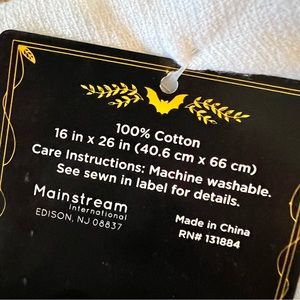 100% Cotton
16 in x 26 in (40.6 cm x 66 cm)
Care Instructions: Machine washable.
See sewn in label for details.
Mainstream
International
EDISON, NJ 08837
Made in China
RN# 131884